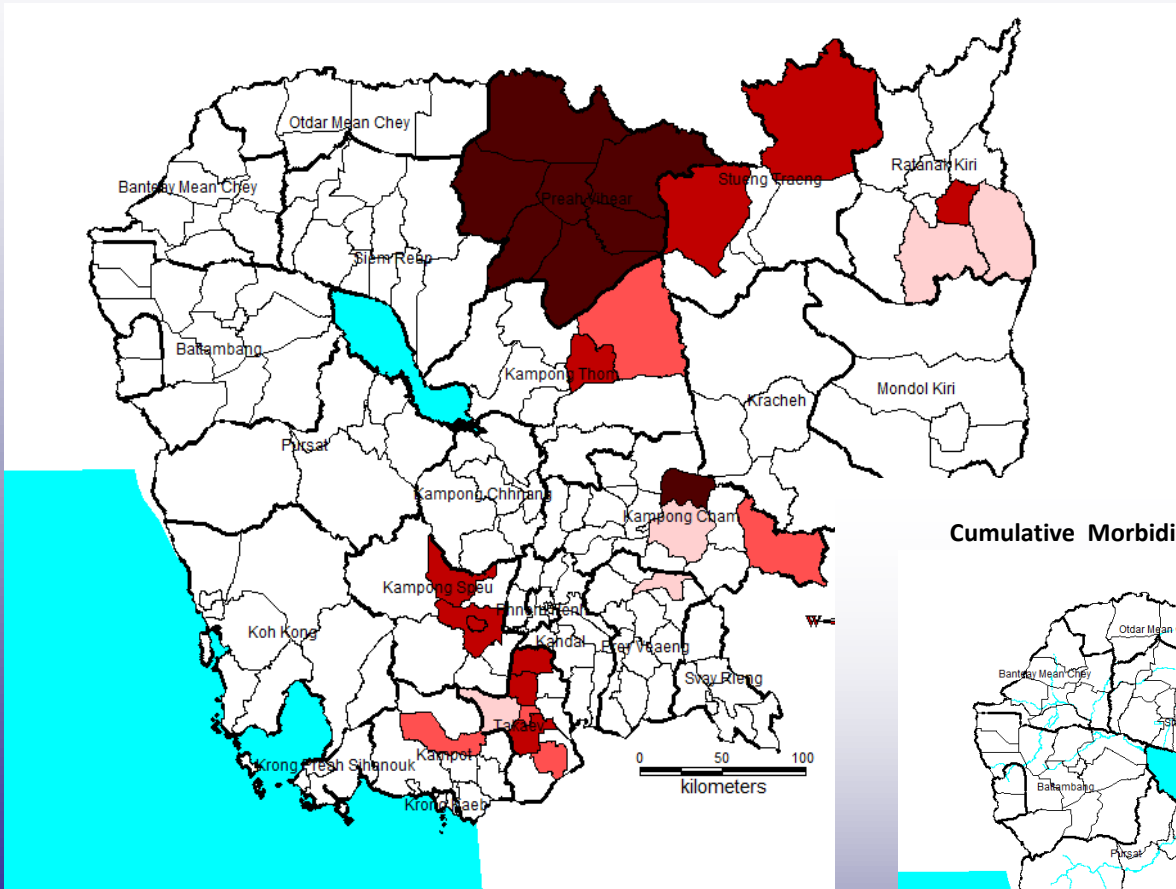 Otdar Mean Chey
Banteay Mean Chey
Preah Vihear
Stueng Traeng
Ratanak Kiri
Siem Reap
Battambang
Kampong Thom
Mondol Kiri
Kracheh
Pursat
Kampong Chhnang
Kampong Cham
Cumulative Morbidi
Kampong Speu
Phnom Penh
Koh Kong
Kandal
Prey Veaeng
Svay Rieng
Takaev
Kampot
Krong Preah Sihanouk
Krong Kaeb
0 50 100
kilometers
Otdar Mean
Banteay Mean Chey
Battambang
Pursat